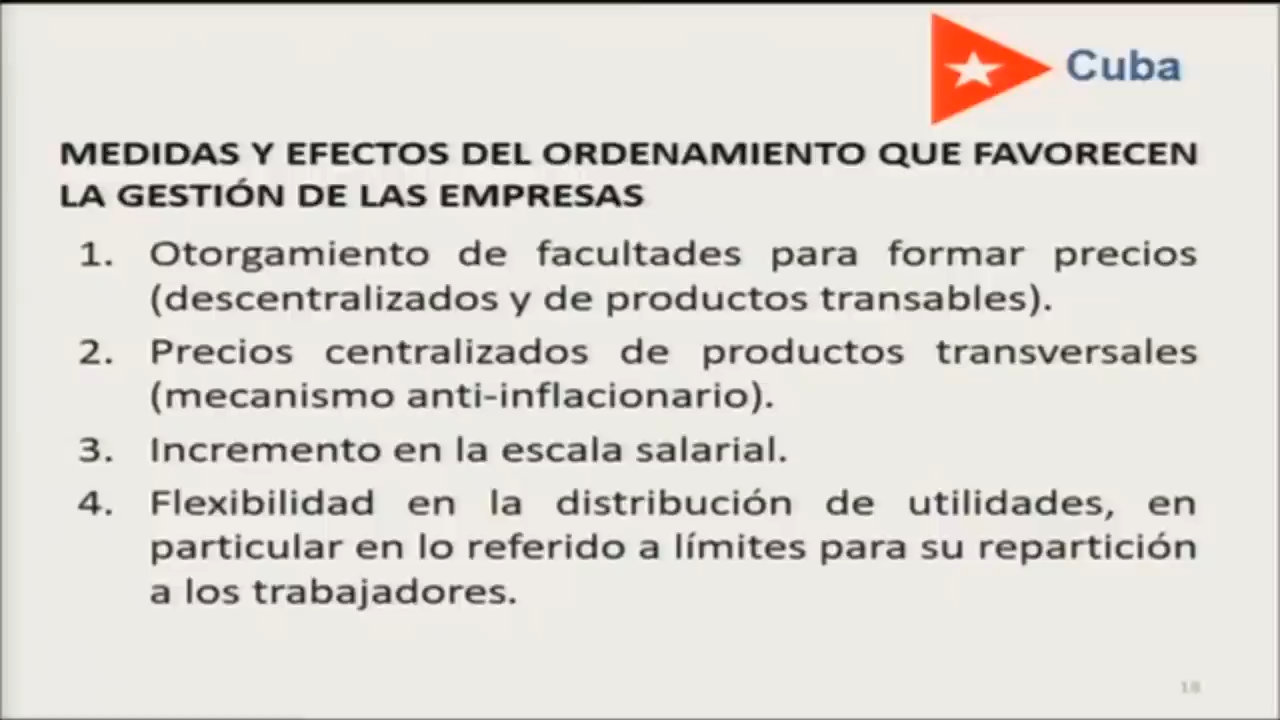 Cuba
MEDIDAS Y EFECTOS DEL ORDENAMIENTO QUE FAVORECEN
LA GESTIÓN DE LAS EMPRESAS
1. Otorgamiento de facultades para formar precios
(descentralizados y de productos transables).
2. Precios centralizados de productos transversales
(mecanismo anti-inflacionario).
3. Incremento en la escala salarial.
4. Flexibilidad en la distribución de utilidades, en
particular en lo referido a límites para su repartición
a los trabajadores.
18